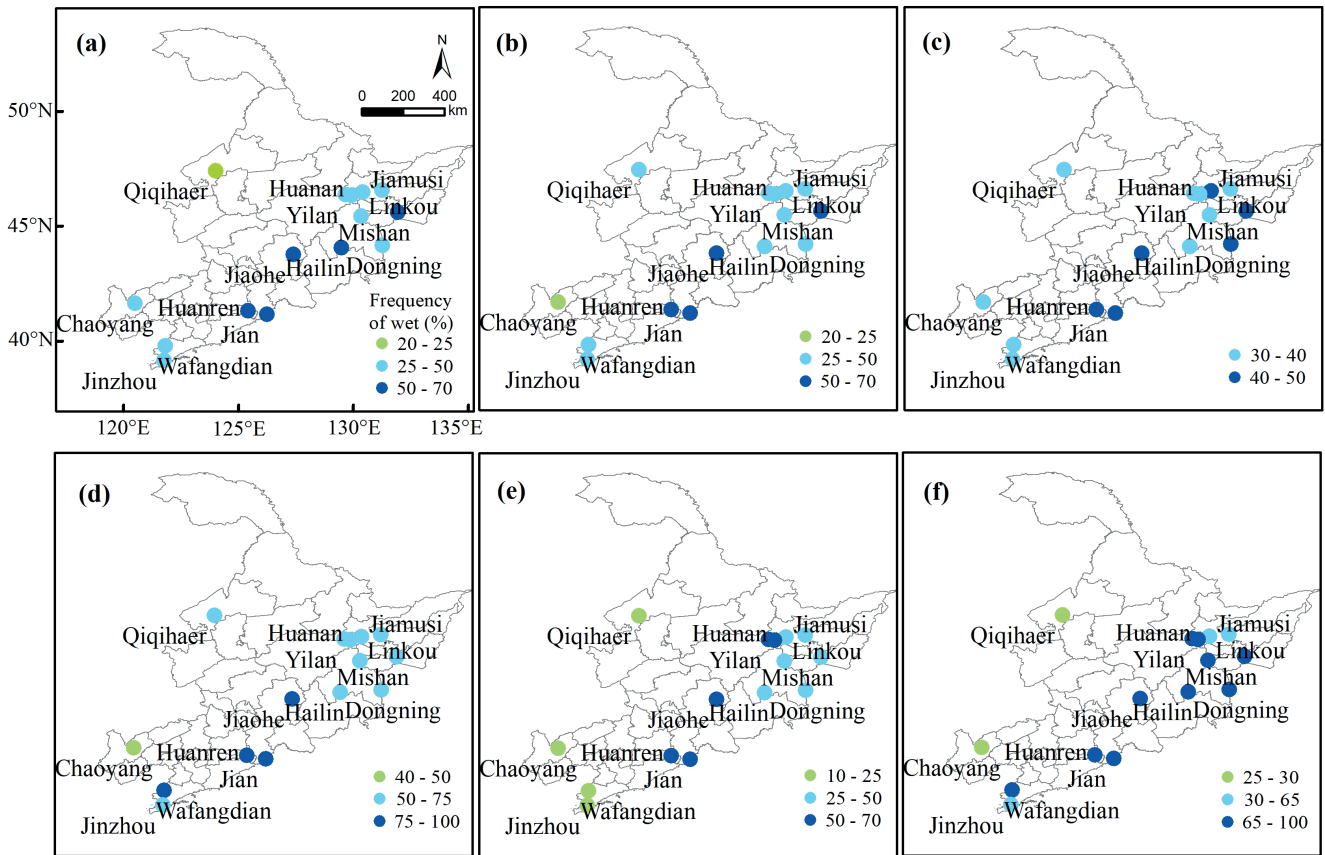 (a)
N
0 200 400
km
50°N
45°N
40°N
Qiqihaer
Huanan
Jiamusi
Yilan
Linkou
Mishan
Jiaohe
Hailin
Dongning
Huanren
Chaoyang
Jian
Wafangdian
Jinzhou
Frequency
of wet (%)
20 - 25
25 - 50
50 - 70
120°E 125°E 130°E 135°E
(b)
Qiqihaer
Huanan
Jiamusi
Yilan
Linkou
Mishan
Jiaohe
Hailin
Dongning
Huanren
Chaoyang
Jian
Wafangdian
Jinzhou
20 - 25
25 - 50
50 - 70
(c)
Qiqihaer
Huanan
Jiamusi
Yilan
Linkou
Mishan
Jiaohe
Hailin
Dongning
Huanren
Chaoyang
Jian
Wafangdian
Jinzhou
30 - 40
40 - 50
(d)
Qiqihaer
Huanan
Jiamusi
Yilan
Linkou
Mishan
Jiaohe
Hailin
Dongning
Huanren
Chaoyang
Jian
Wafangdian
Jinzhou
40 - 50
50 - 75
75 - 100
(e)
Qiqihaer
Huanan
Jiamusi
Yilan
Linkou
Mishan
Jiaohe
Hailin
Dongning
Huanren
Chaoyang
Jian
Wafangdian
Jinzhou
10 - 25
25 - 50
50 - 70
(f)
Qiqihaer
Huanan
Jiamusi
Yilan
Linkou
Mishan
Jiaohe
Hailin
Dongning
Huanren
Chaoyang
Jian
Wafangdian
Jinzhou
25 - 30
30 - 65
65 - 100